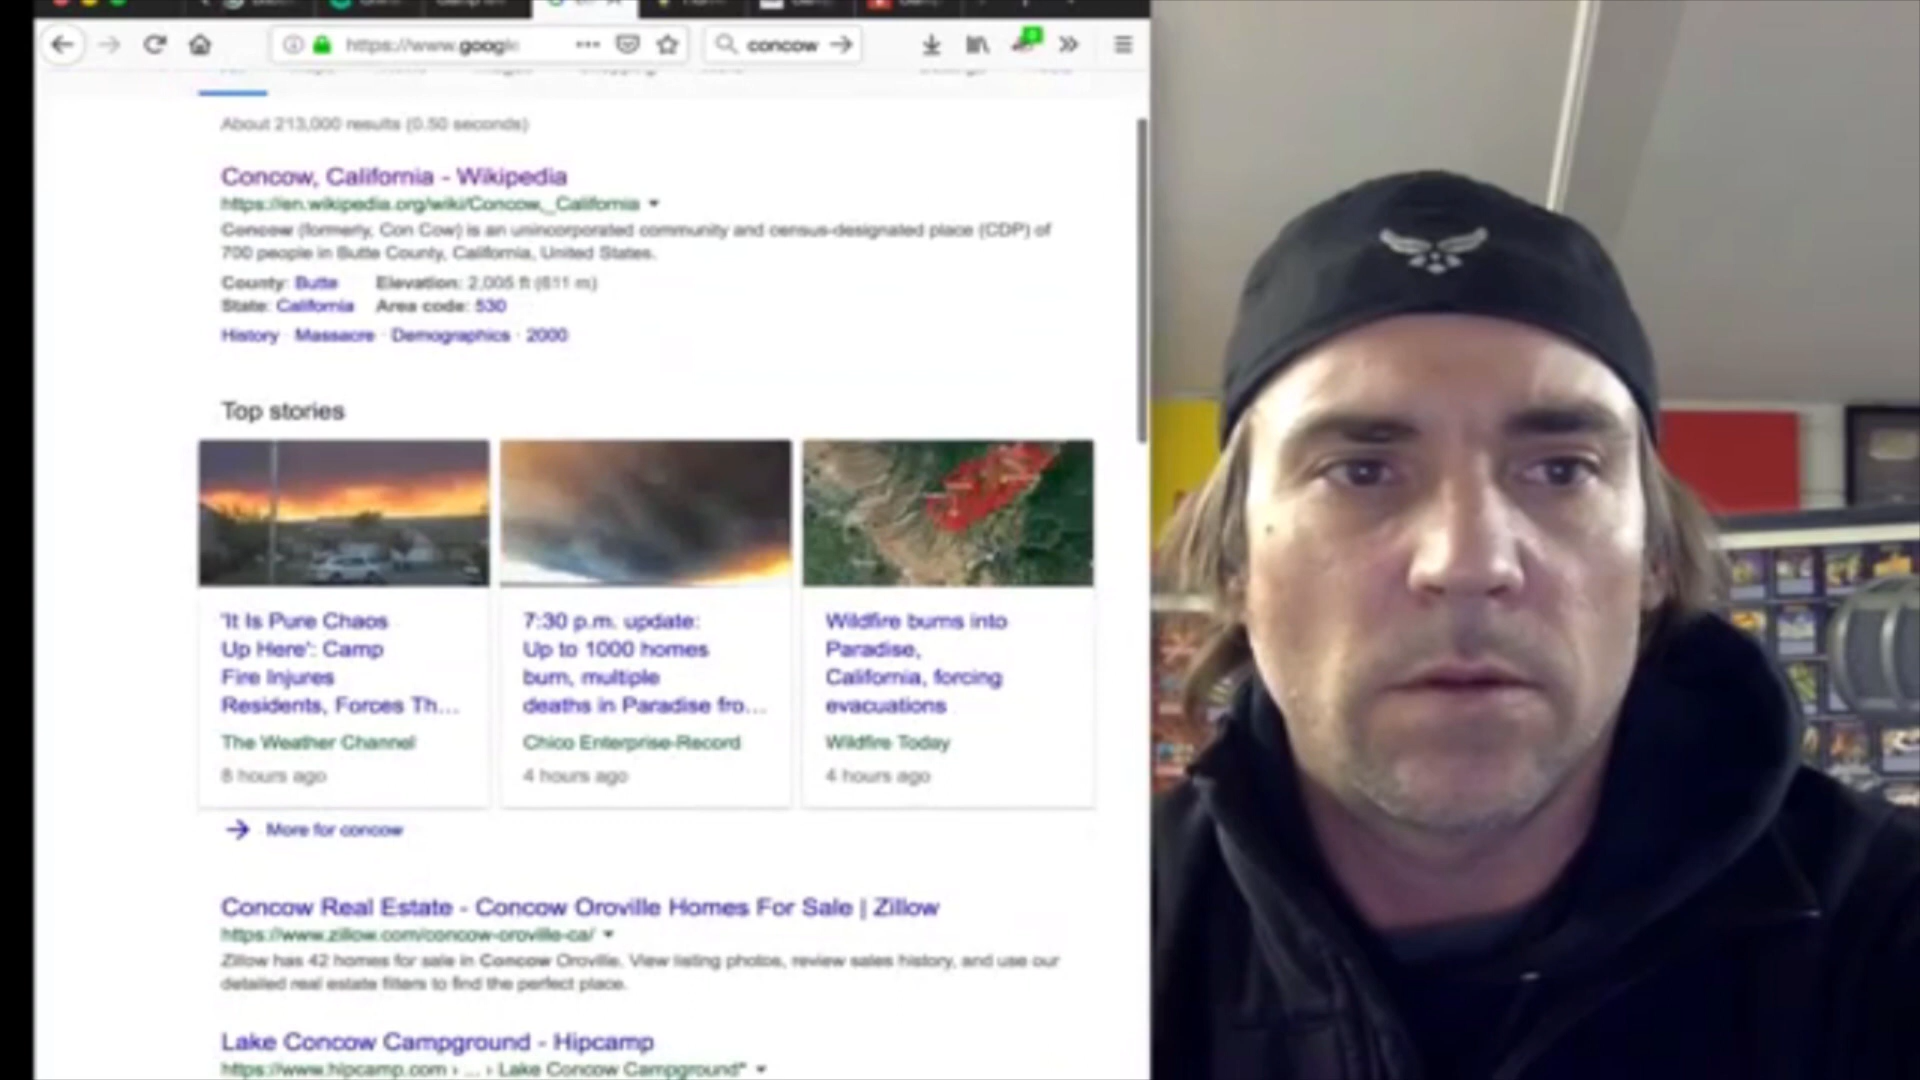 https://www.google
concow
About 213,000 results (0.50 seconds)
Concow, California - Wikipedia
https://en.wikipedia.org/wiki/Concow,_California
Concow (formerly, Con Cow) is an unincorporated community and census-designated place (CDP) of
700 people in Butte County, California, United States.
County: Butte Elevation: 2,005 ft (611 m)
State: California Area code: 530
History · Massacre · Demographics · 2000
Top stories
'It Is Pure Chaos
Up Here': Camp
Fire Injures
Residents, Forces Th...
The Weather Channel
8 hours ago
7:30 p.m. update:
Up to 1000 homes
burn, multiple
deaths in Paradise fro...
Chico Enterprise-Record
4 hours ago
Wildfire burns into
Paradise,
California, forcing
evacuations
Wildfire Today
4 hours ago
More for concow
Concow Real Estate - Concow Oroville Homes For Sale | Zillow
https://www.zillow.com/concow-oroville-ca/
Zillow has 42 homes for sale in Concow Oroville. View listing photos, review sales history, and use our
detailed real estate filters to find the perfect place.
Lake Concow Campground - Hipcamp
https://www.hipcamp.com › ... › Lake Concow Campground"